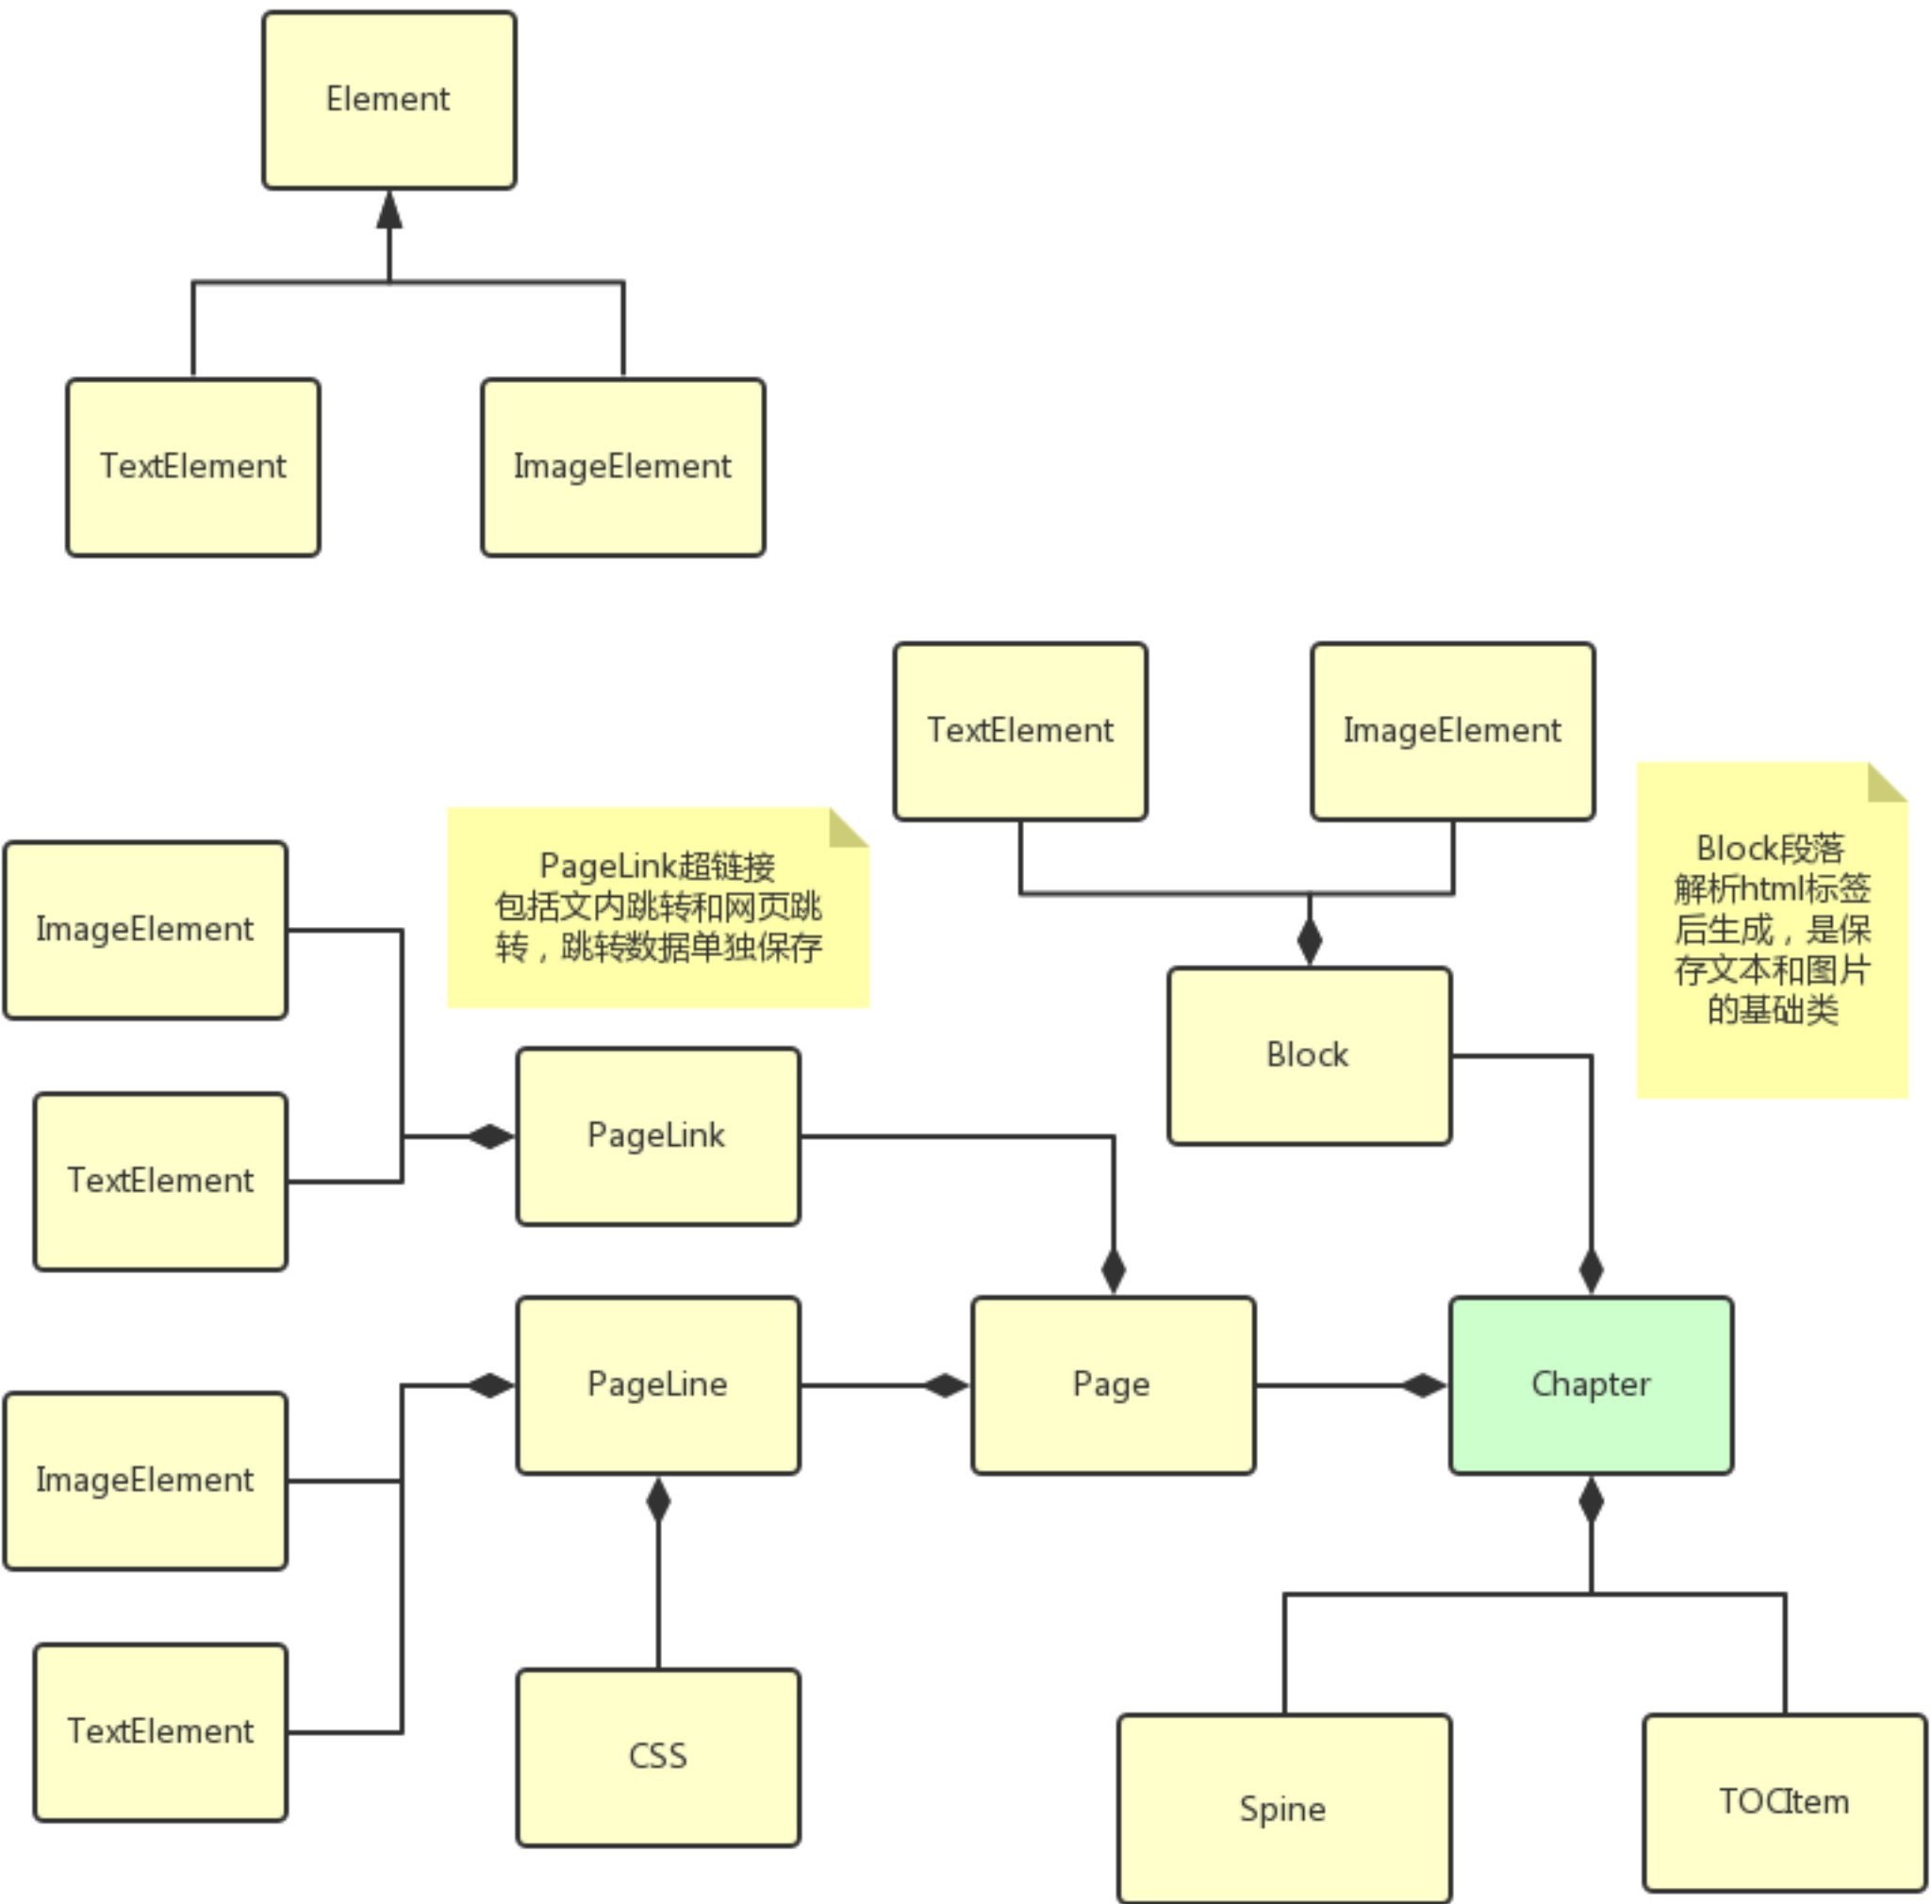 Element
TextElement
ImageElement
TextElement
ImageElement
PageLink超链接
包括文内跳转和网页跳
转，跳转数据单独保存
Block段落
解析html标签
后生成，是保
存文本和图片
的基础类
ImageElement
Block
PageLink
TextElement
PageLine
Page
Chapter
ImageElement
TextElement
CSS
Spine
TOCItem